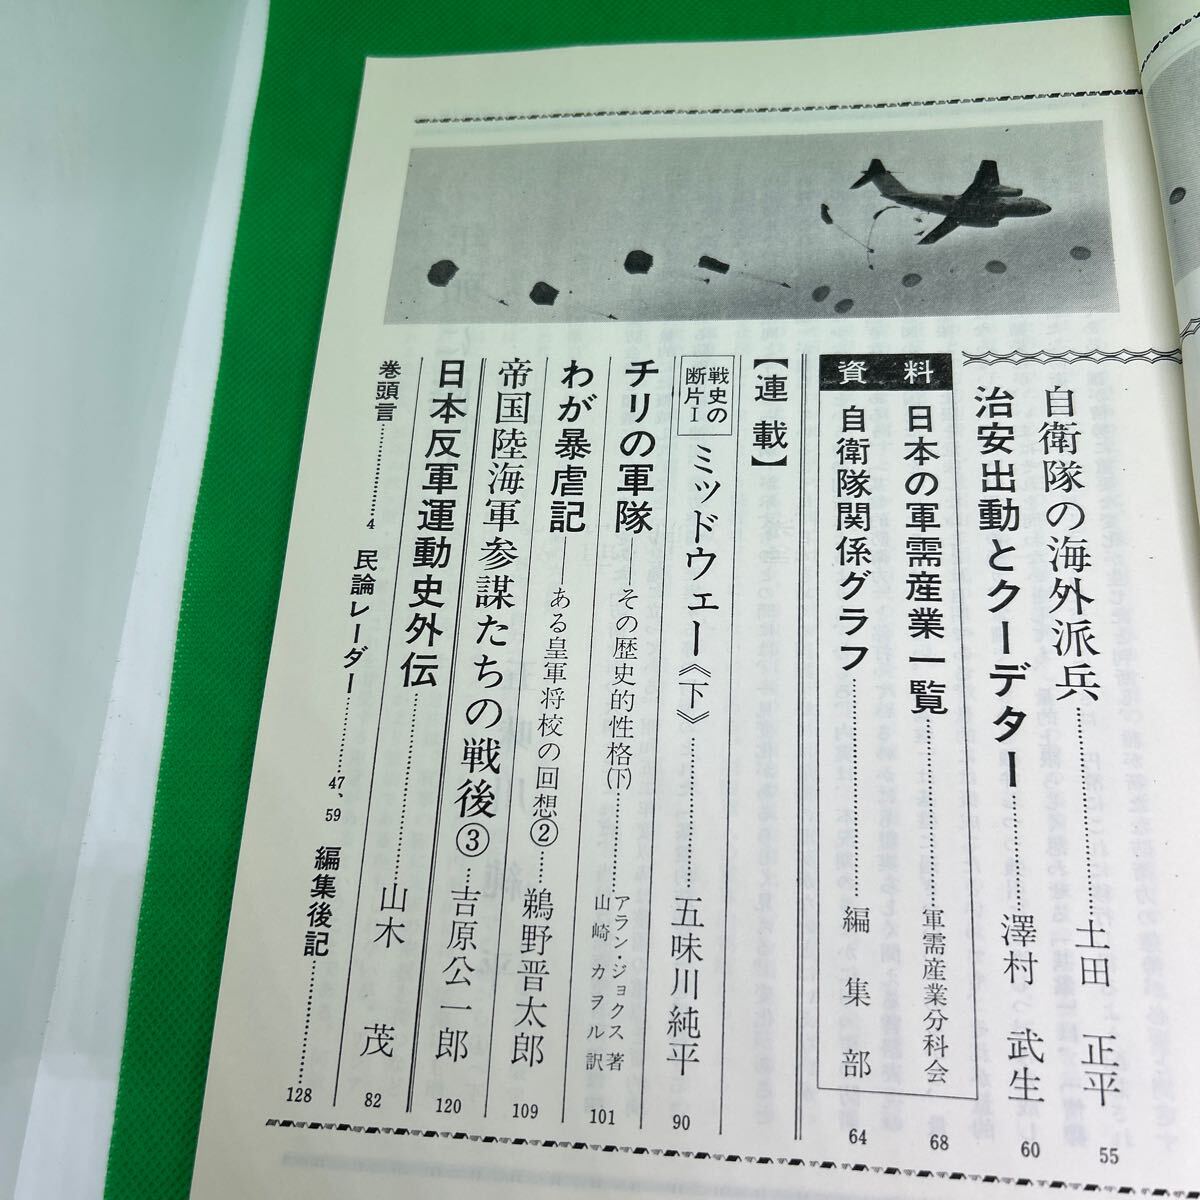 自衛隊の海外派兵……………土田 正平 55
治安出動とクーデター……………澤村 武生 60
資料
日本の軍需産業一覧……………軍需産業分科会 68
自衛隊関係グラフ……………編集部 64
【連載】
戦史の断片Ⅰ ミッドウェー《下》……………五味川純平 90
チリの軍隊――その歴史的性格(下)……………アラン・ジョクス著 山崎カヲル訳 101
わが暴虐記――ある皇軍将校の回想②……鵜野晋太郎 109
帝国陸海軍参謀たちの戦後③……吉原公一郎 120
日本反軍運動史外伝 山木 茂 82
巻頭言……………4 民論レーダー……………47、59 編集後記……………128